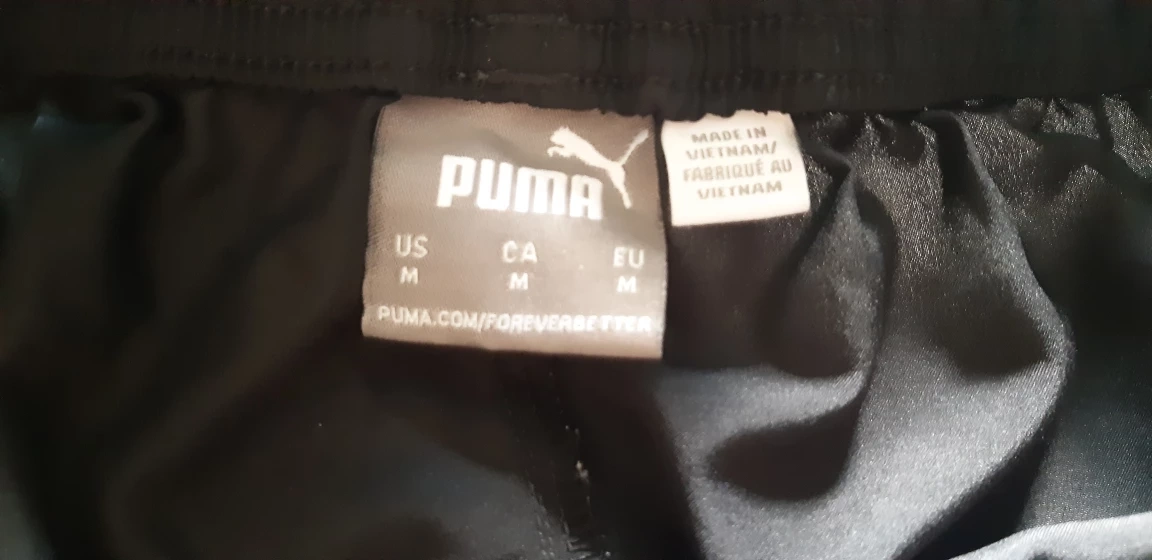 PUMA
US CA EU
M M M
PUMA.COM/FOREVERBETTER
MADE IN
VIETNAM/
FABRIQUÉ AU
VIETNAM